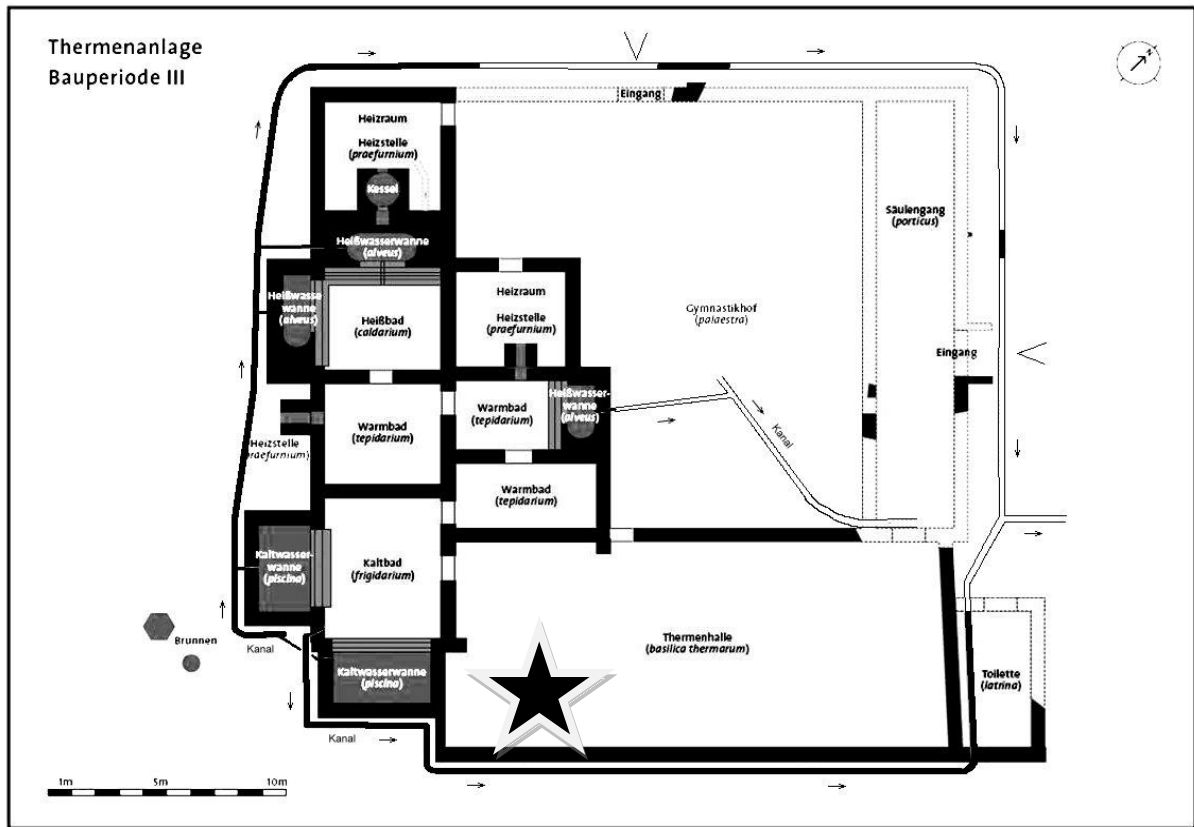 Thermenanlage
Bauperiode III
N
Eingang
Heizraum
Heizstelle
(praefurnium)
Kessel
Heißwasserwanne
(alveus)
Säulengang
(porticus)
Heißwasse
wanne
(alveus)
Heißbad
(caldarium)
Heizraum
Heizstelle
(praefurnium)
Gymnastikhof
(palaestra)
Eingang
Heißwasser-
wanne
(alveus)
Warmbad
(tepidarium)
Warmbad
(tepidarium)
Kanal
Heizstelle
praefurnium)
Warmbad
(tepidarium)
Kaltwasser-
wanne
(piscina)
Kaltbad
(frigidarium)
Brunnen
Kanal
Thermenhalle
(basilica thermarum)
Kaltwasserwanne
(piscina)
Toilette
(latrina)
Kanal
1m 5m 10m